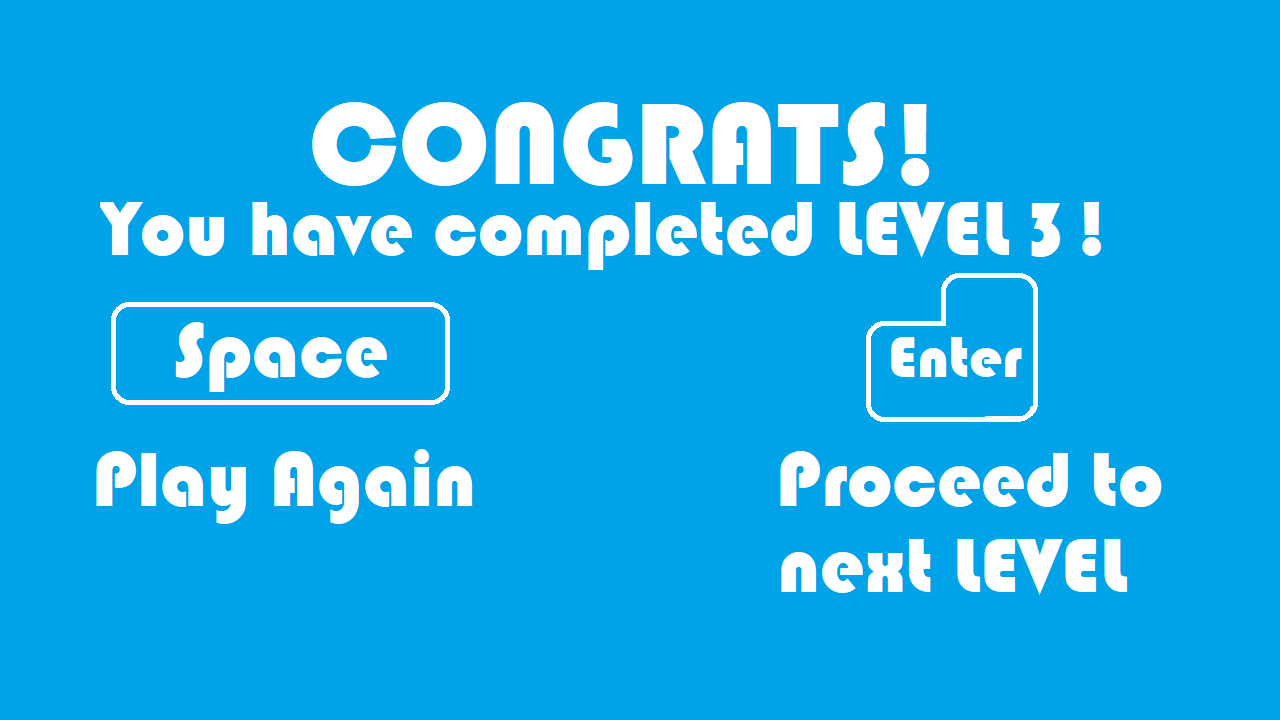 CONGRATS!
You have completed LEVEL 3 !
Space
Enter
Play Again
Proceed to
next LEVEL